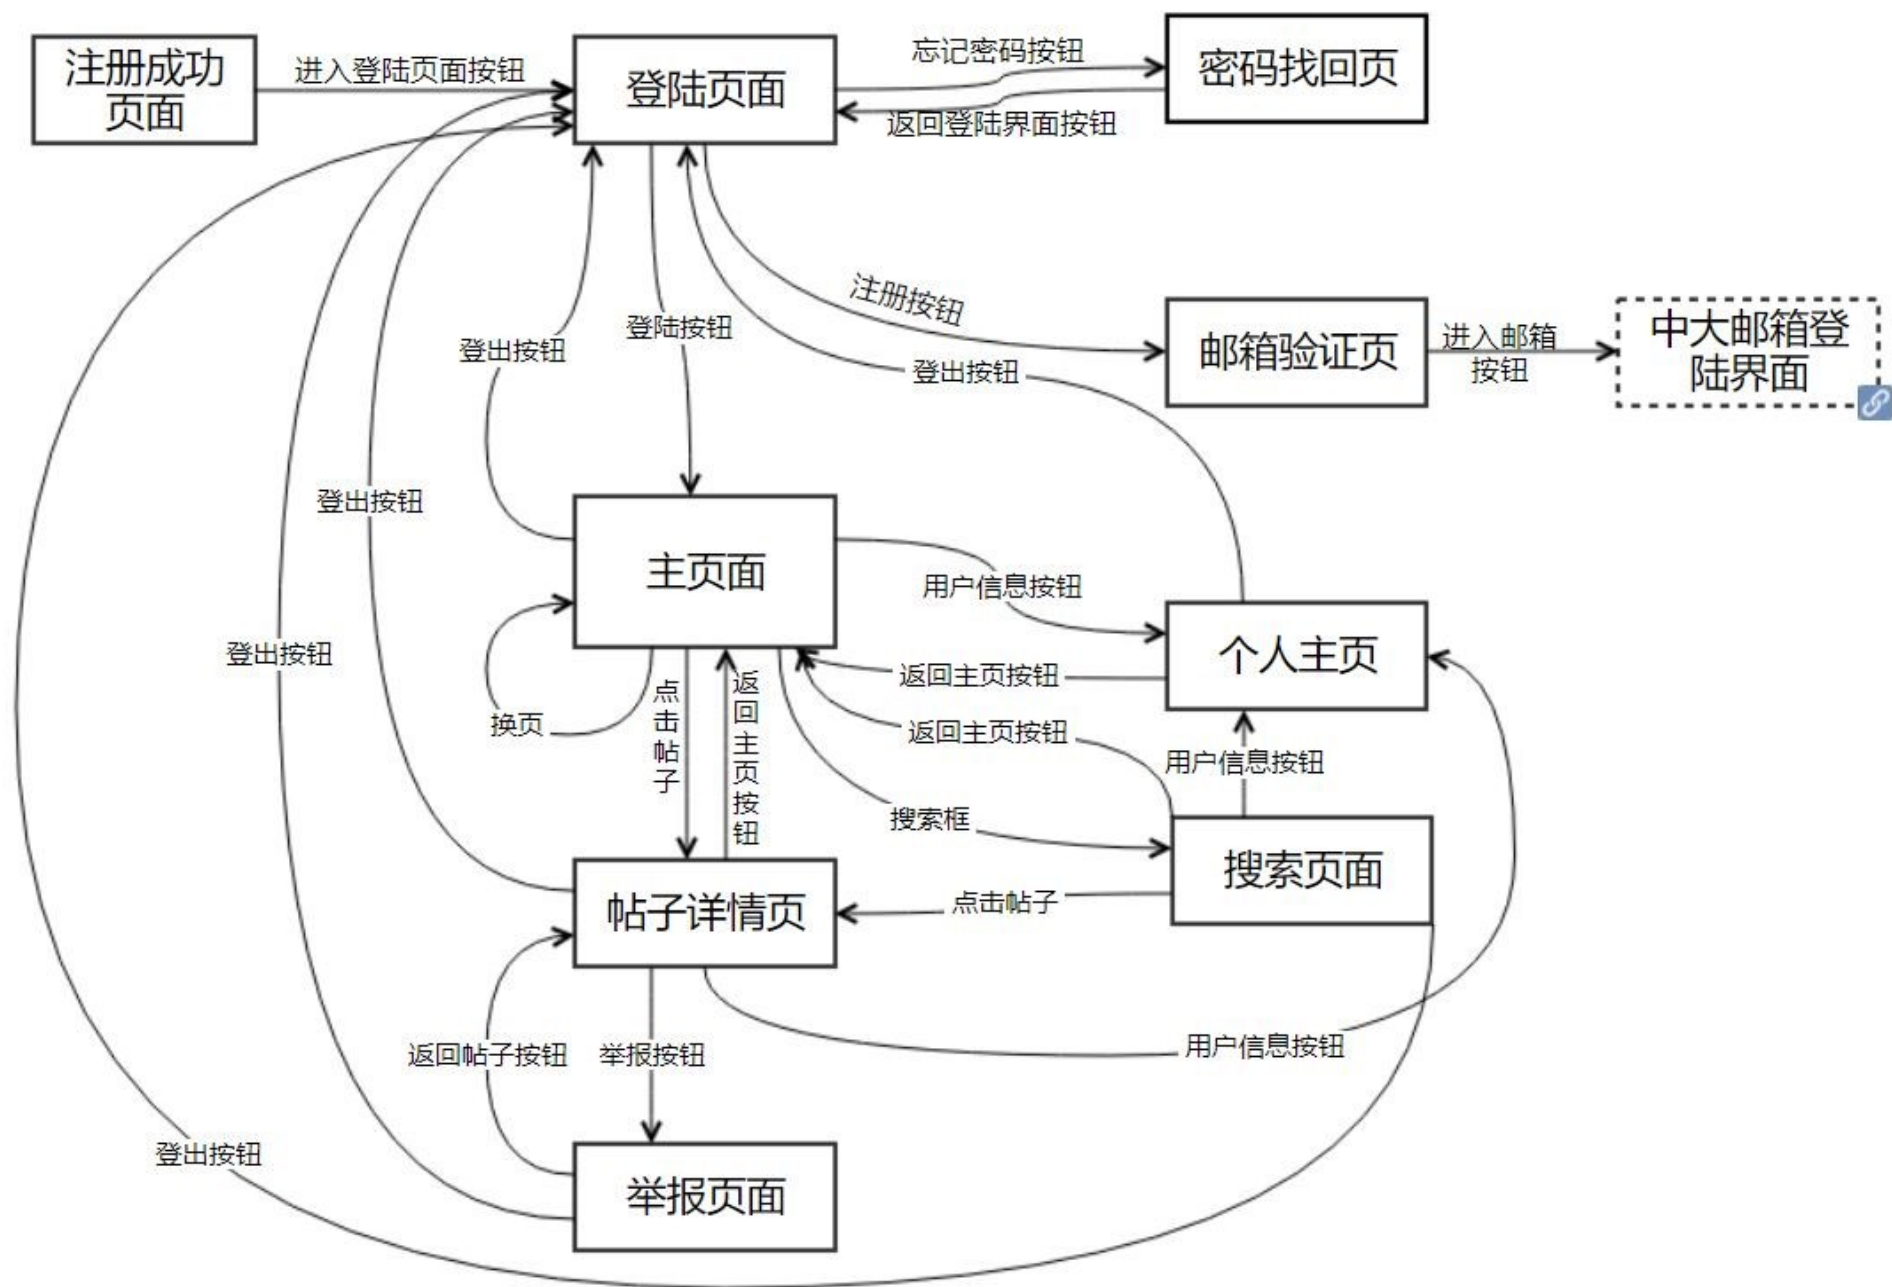 注册成功
页面
进入登陆页面按钮
登陆页面
忘记密码按钮
返回登陆界面按钮
密码找回页
登出按钮
登陆按钮
注册按钮
登出按钮
邮箱验证页
进入邮箱
按钮
中大邮箱登
陆界面
登出按钮
主页面
用户信息按钮
登出按钮
换页
点击帖子
返回主页按钮
返回主页按钮
个人主页
返回主页按钮
用户信息按钮
搜索框
搜索页面
点击帖子
帖子详情页
返回帖子按钮
举报按钮
用户信息按钮
登出按钮
举报页面